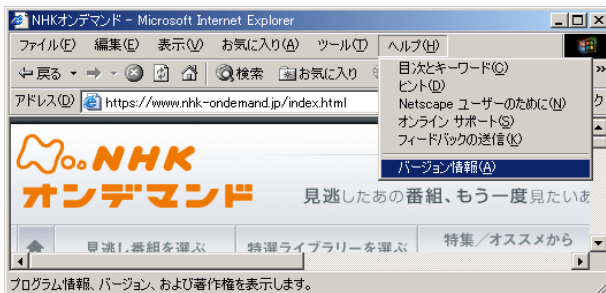 NHKオンデマンド - Microsoft Internet Explorer
ファイル(F) 編集(E) 表示(V) お気に入り(A) ツール(T) ヘルプ(H)
戻る 検索 お気に入り
目次とキーワード(C)
ヒント(D)
Netscape ユーザーのために(N)
オンライン サポート(S)
フィードバックの送信(K)
バージョン情報(A)
アドレス(D) https://www.nhk-ondemand.jp/index.html
NHK
オンデマンド
見逃したあの番組、もう一度見たいあ
見逃し番組を選ぶ 特選ライブラリーを選ぶ 特集/オススメから
プログラム情報、バージョン、および著作権を表示します。